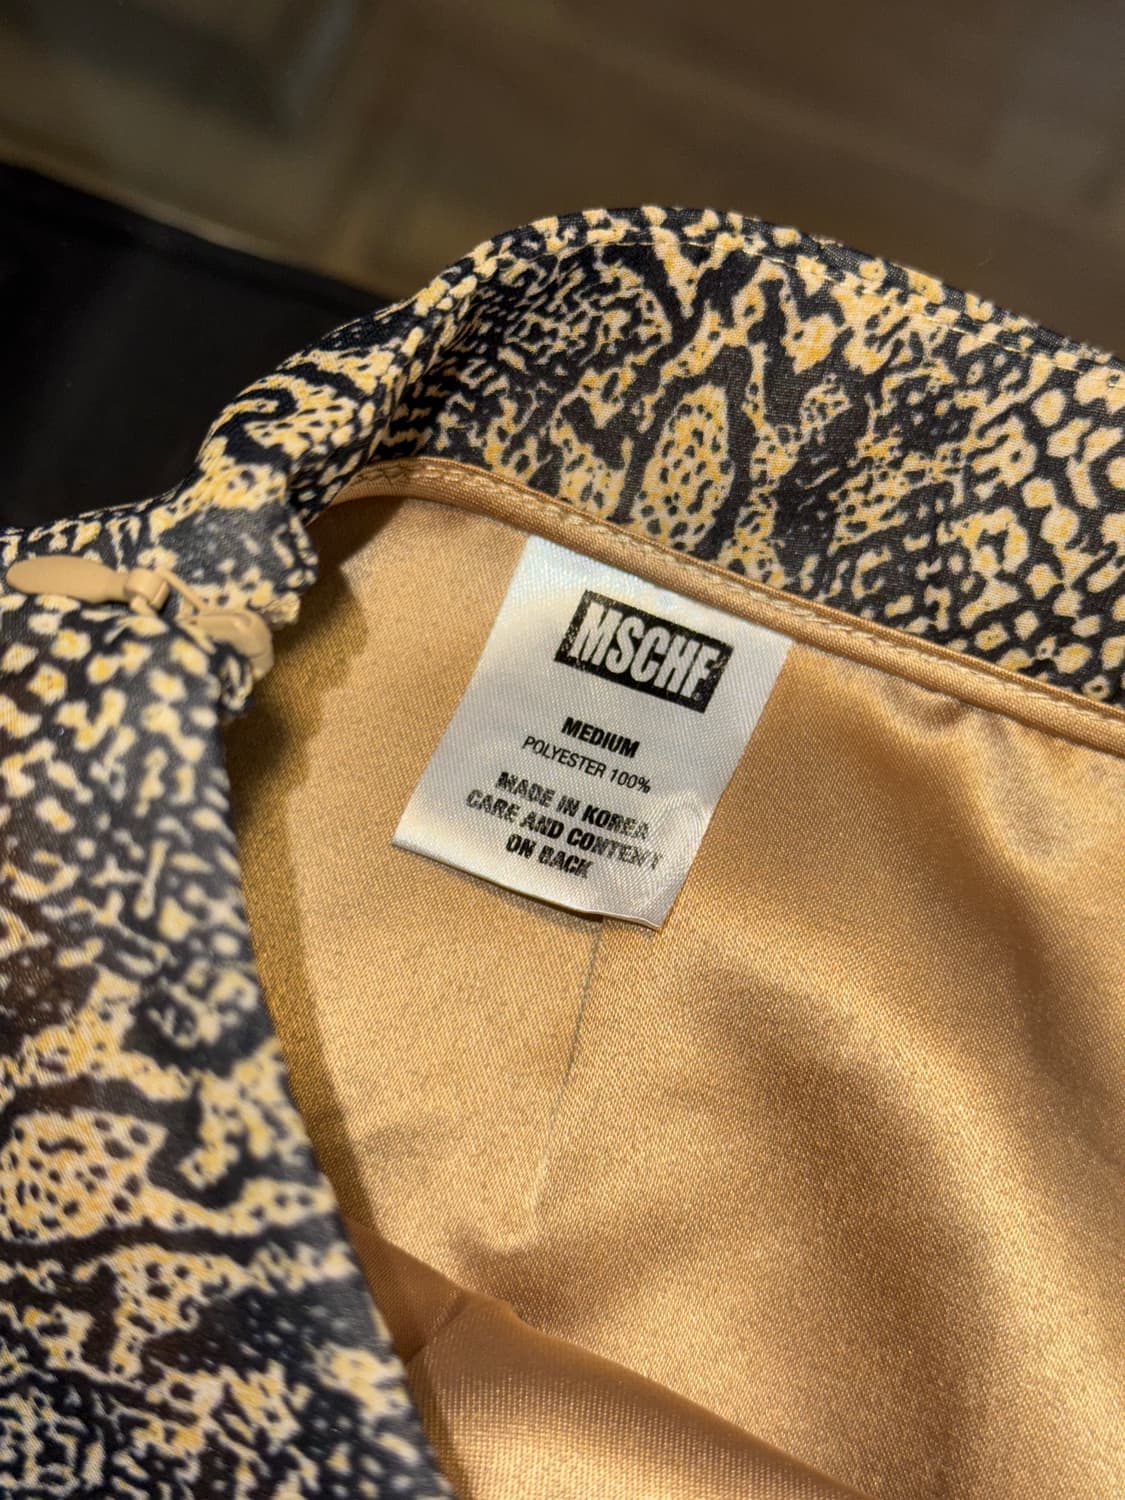 MSCHF
MEDIUM
POLYESTER 100%
MADE IN KOREA
CARE AND CONTENT
ON BACK